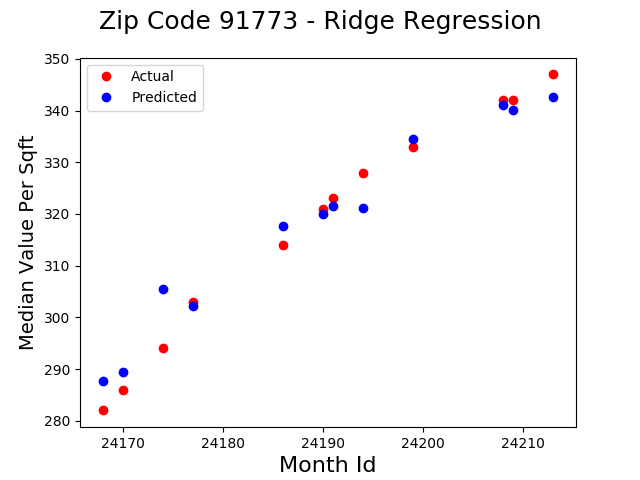 Zip Code 91773 - Ridge Regression
Actual
Predicted
Median Value Per Sqft
350
340
330
320
310
300
290
280
24170 24180 24190 24200 24210
Month Id